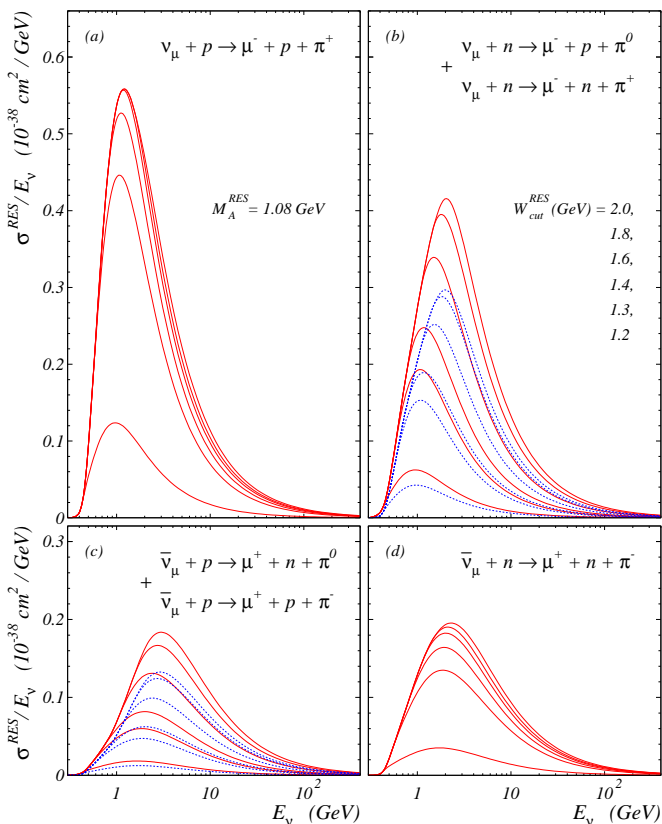 (a)
ν_μ + p → μ⁻ + p + π⁺
M_A^RES = 1.08 GeV
σ^RES/E_ν (10⁻³⁸ cm² / GeV)
0.6
0.5
0.4
0.3
0.2
0.1
0
(b)
ν_μ + n → μ⁻ + p + π⁰
+
ν_μ + n → μ⁻ + n + π⁺
W_cut^RES (GeV) = 2.0,
1.8,
1.6,
1.4,
1.3,
1.2
(c)
ν̅_μ + p → μ⁺ + n + π⁰
+
ν̅_μ + p → μ⁺ + p + π⁻
σ^RES/E_ν (10⁻³⁸ cm² / GeV)
0.3
0.2
0.1
0
1 10 10²
E_ν (GeV)
(d)
ν̅_μ + n → μ⁺ + n + π⁻
1 10 10²
E_ν (GeV)